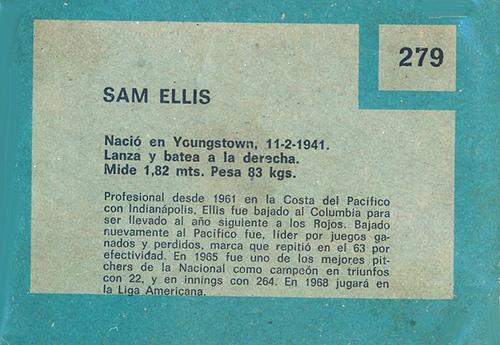 279
SAM ELLIS
Nació en Youngstown, 11-2-1941.
Lanza y batea a la derecha.
Mide 1,82 mts. Pesa 83 kgs.
Profesional desde 1961 en la Costa del Pacífico
con Indianápolis, Ellis fue bajado al Columbia para
ser llevado al año siguiente a los Rojos. Bajado
nuevamente al Pacífico fue, líder por juegos ga-
nados y perdidos, marca que repitió en el 63 por
efectividad. En 1965 fue uno de los mejores pit-
chers de la Nacional como campeón en triunfos
con 22, y en innings con 264. En 1968 jugará en
la Liga Americana.